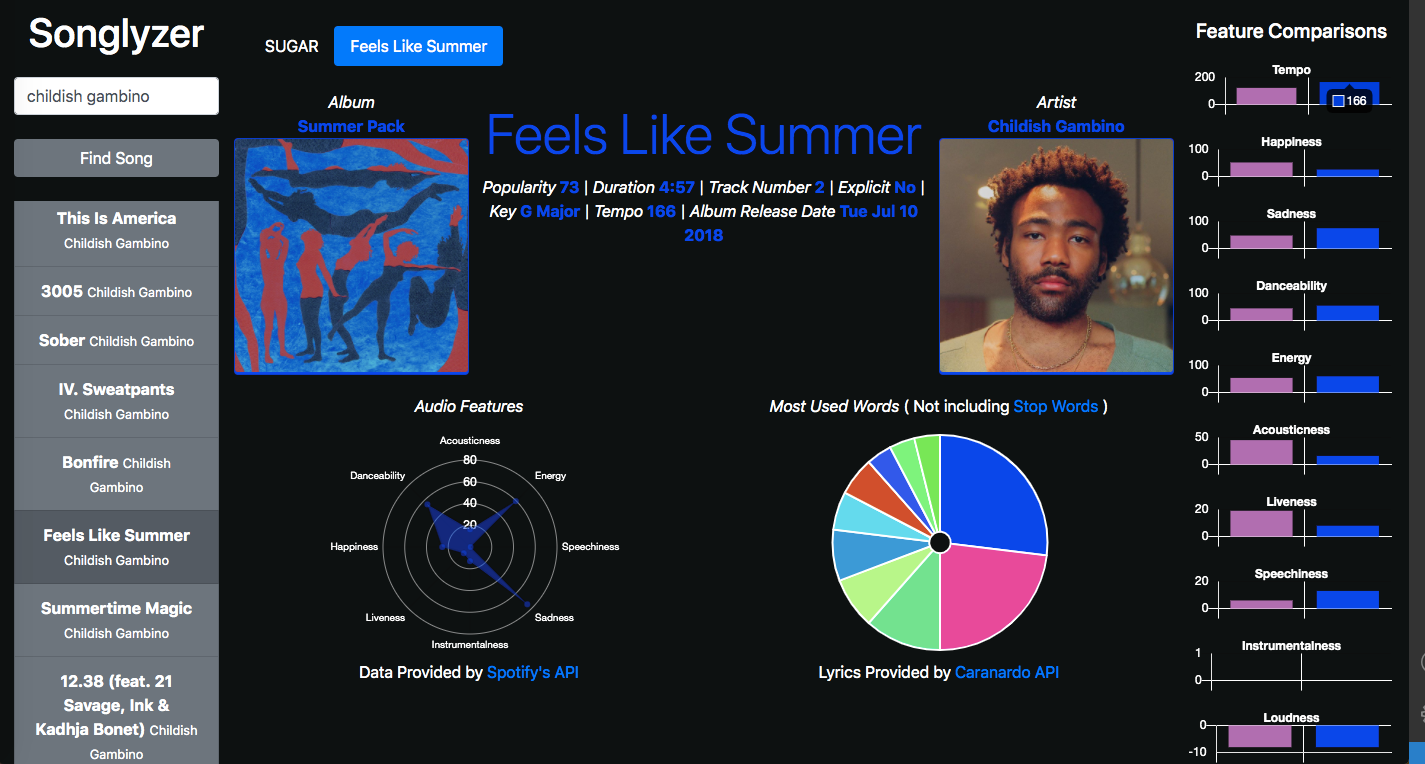 Songlyzer
childish gambino
Find Song
This Is America
Childish Gambino
3005 Childish Gambino
Sober Childish Gambino
IV. Sweatpants
Childish Gambino
Bonfire Childish
Gambino
Feels Like Summer
Childish Gambino
Summertime Magic
Childish Gambino
12.38 (feat. 21
Savage, Ink &
Kadhja Bonet) Childish
Gambino
SUGAR
Feels Like Summer
Album
Summer Pack
Feels Like Summer
Popularity 73 | Duration 4:57 | Track Number 2 | Explicit No |
Key G Major | Tempo 166 | Album Release Date Tue Jul 10
2018
Artist
Childish Gambino
Audio Features
Acousticness
Danceability
Energy
80
60
40
20
Happiness
Speechiness
Liveness
Sadness
Instrumentalness
Data Provided by Spotify's API
Most Used Words ( Not including Stop Words )
Lyrics Provided by Caranardo API
Feature Comparisons
Tempo
200
0
166
Happiness
100
0
Sadness
100
0
Danceability
100
0
Energy
100
0
Acousticness
50
0
Liveness
20
0
Speechiness
20
0
Instrumentalness
1
0
Loudness
0
-10